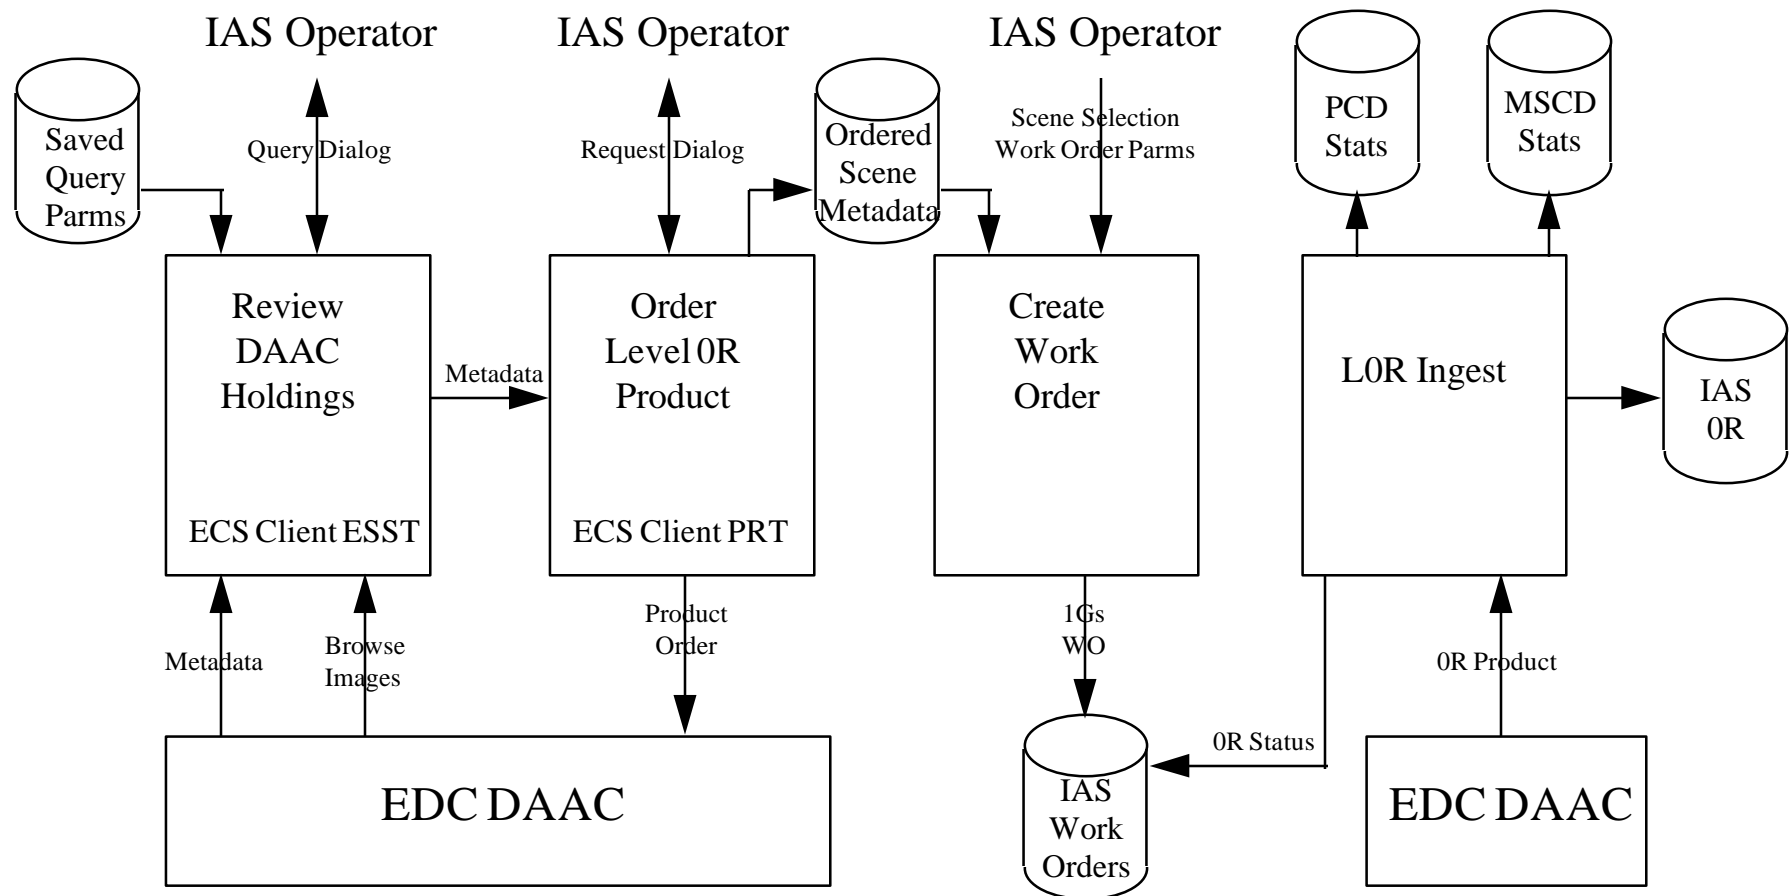 IAS Operator
IAS Operator
IAS Operator
Saved
Query
Parms
Query Dialog
Request Dialog
Ordered
Scene
Metadata
Scene Selection
Work Order Parms
PCD
Stats
MSCD
Stats
Review
DAAC
Holdings
ECS Client ESST
Metadata
Order
Level 0R
Product
ECS Client PRT
Create
Work
Order
L0R Ingest
IAS
0R
Metadata
Browse
Images
Product
Order
1Gs
WO
0R Product
0R Status
EDC DAAC
IAS
Work
Orders
EDC DAAC